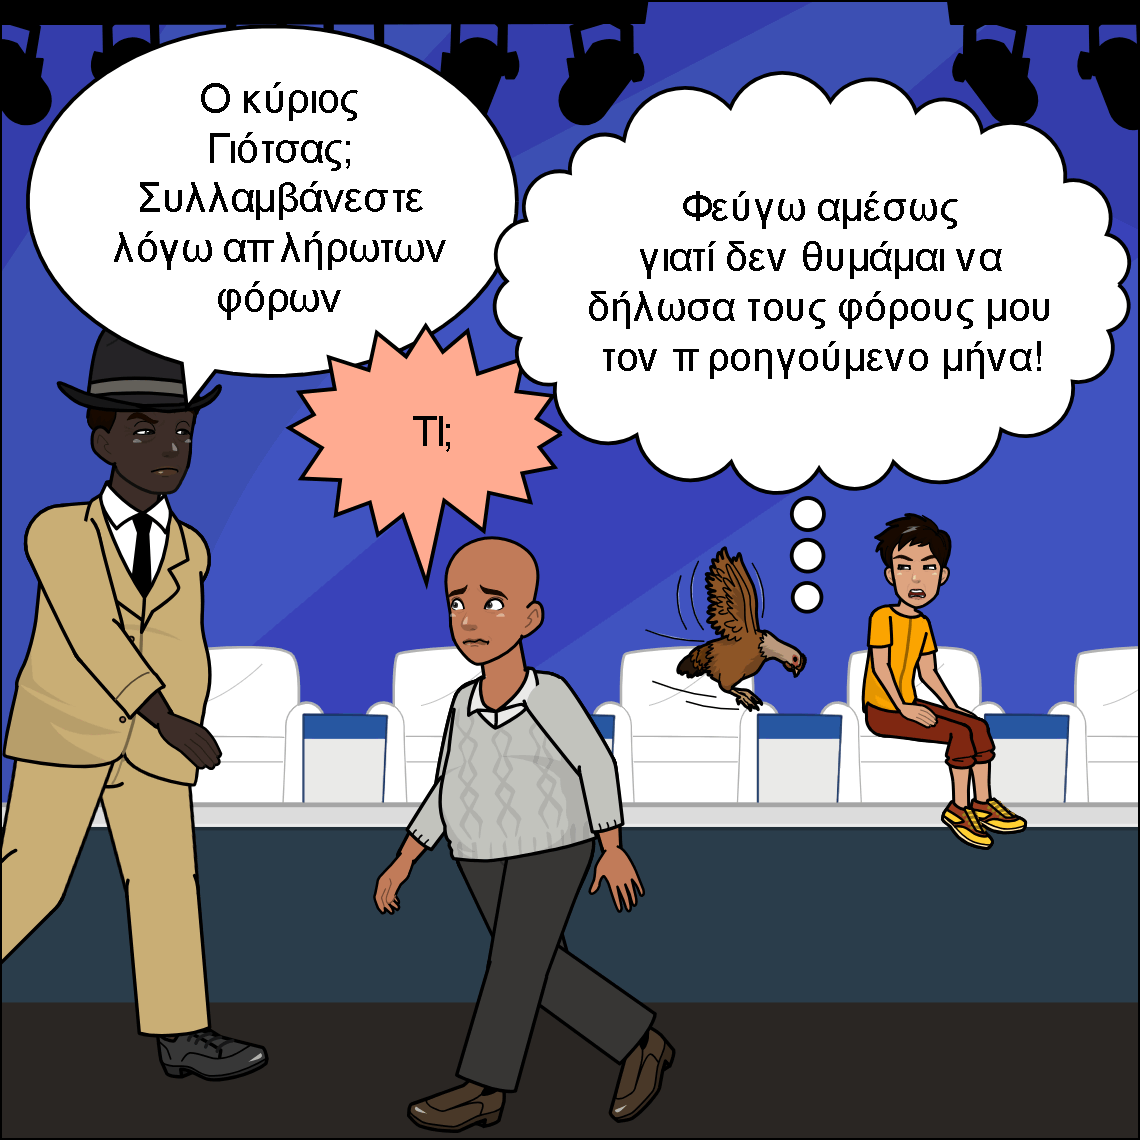 Ο κύριος
Γιότσας;
Συλλαμβάνεστε
λόγω απλήρωτων
φόρων
ΤΙ;
Φεύγω αμέσως
γιατί δεν θυμάμαι να
δήλωσα τους φόρους μου
τον προηγούμενο μήνα!